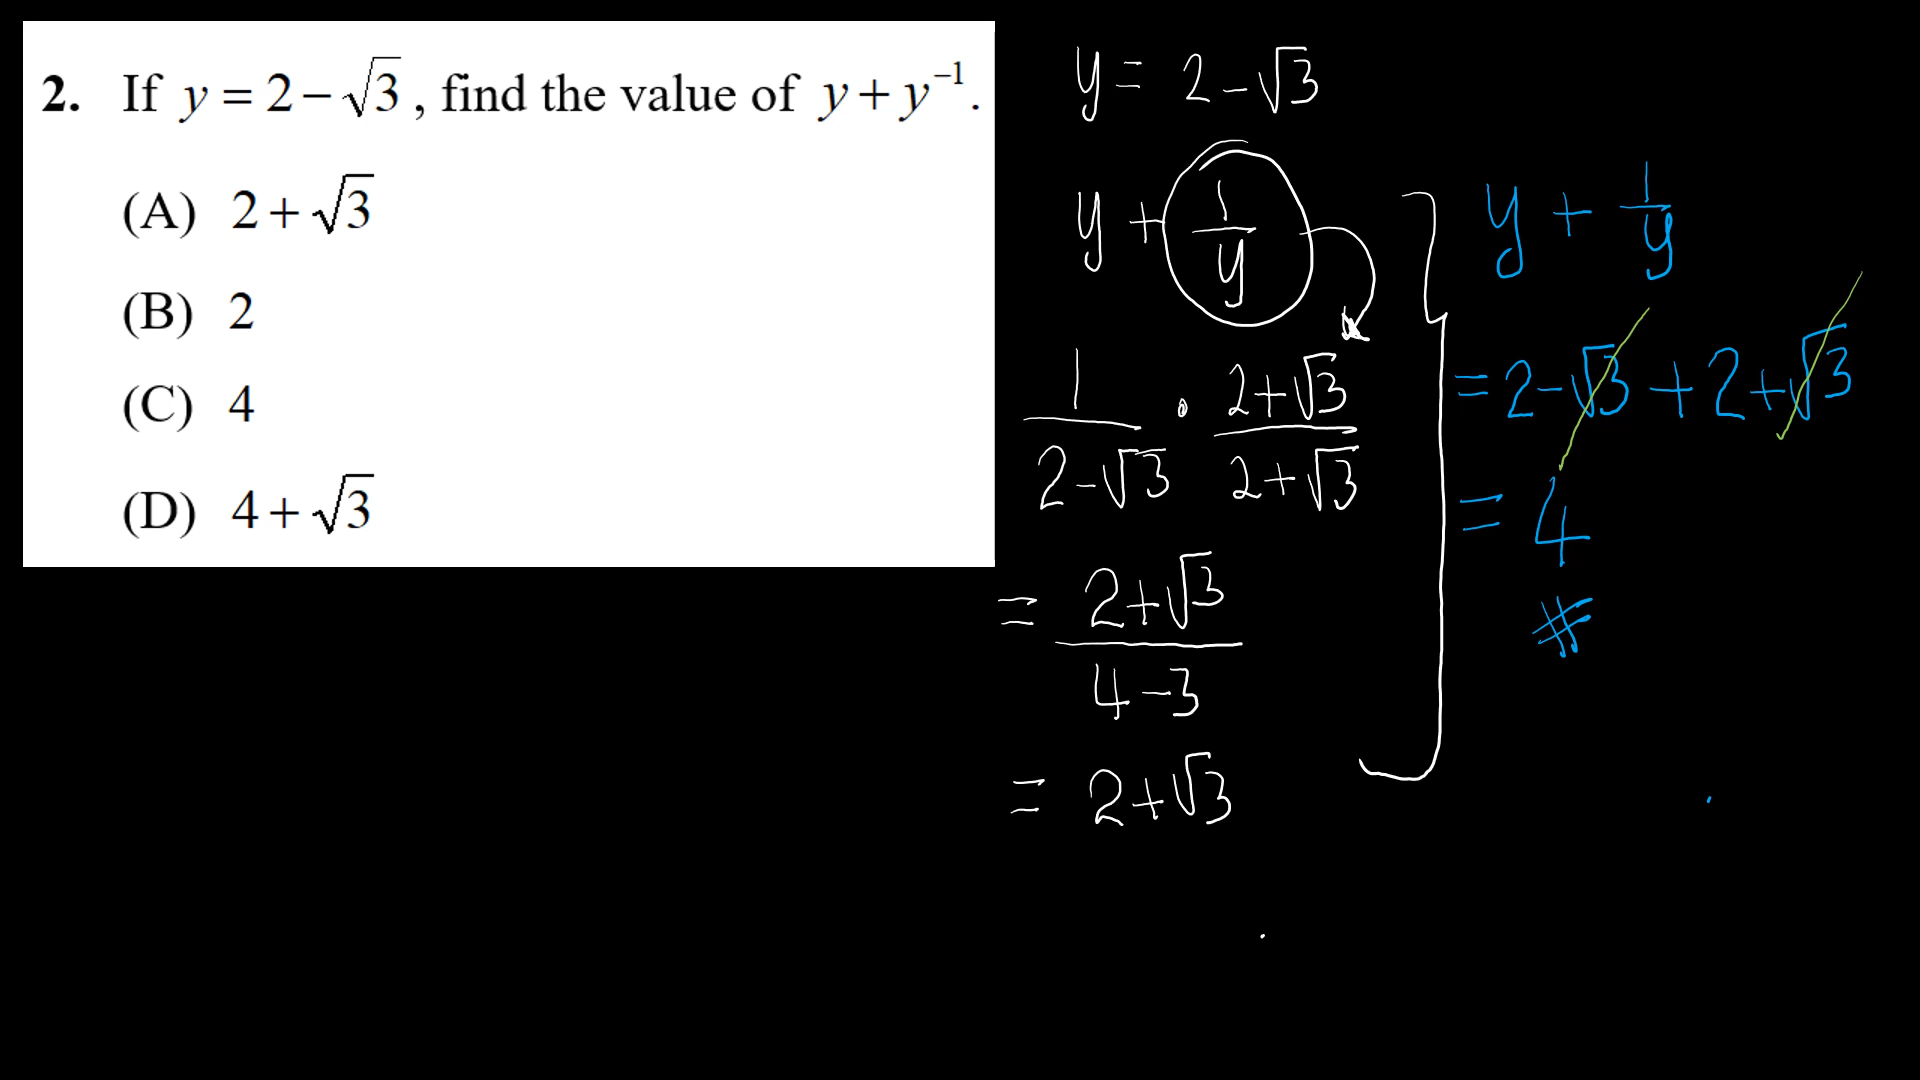 2. If y = 2 − √3, find the value of y + y⁻¹.
(A) 2 + √3
(B) 2
(C) 4
(D) 4 + √3
y = 2 - √3
y + 1/y
1/(2-√3) · (2+√3)/(2+√3)
= (2+√3)/(4-3)
= 2+√3
y + 1/y
= 2-√3 + 2+√3
= 4
#